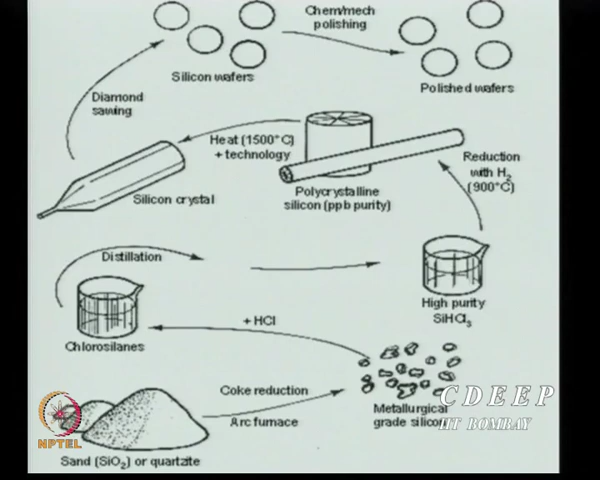 Chem/mech
polishing
Silicon wafers
Polished wafers
Diamond
sawing
Heat (1500°C)
+ technology
Reduction
with H2
(900°C)
Silicon crystal
Polycrystalline
silicon (ppb purity)
Distillation
High purity
SiHCl3
+ HCl
Chlorosilanes
Coke reduction
Arc furnace
Metallurgical
grade silicon
CDEEP
IIT BOMBAY
NPTEL
Sand (SiO2) or quartzite